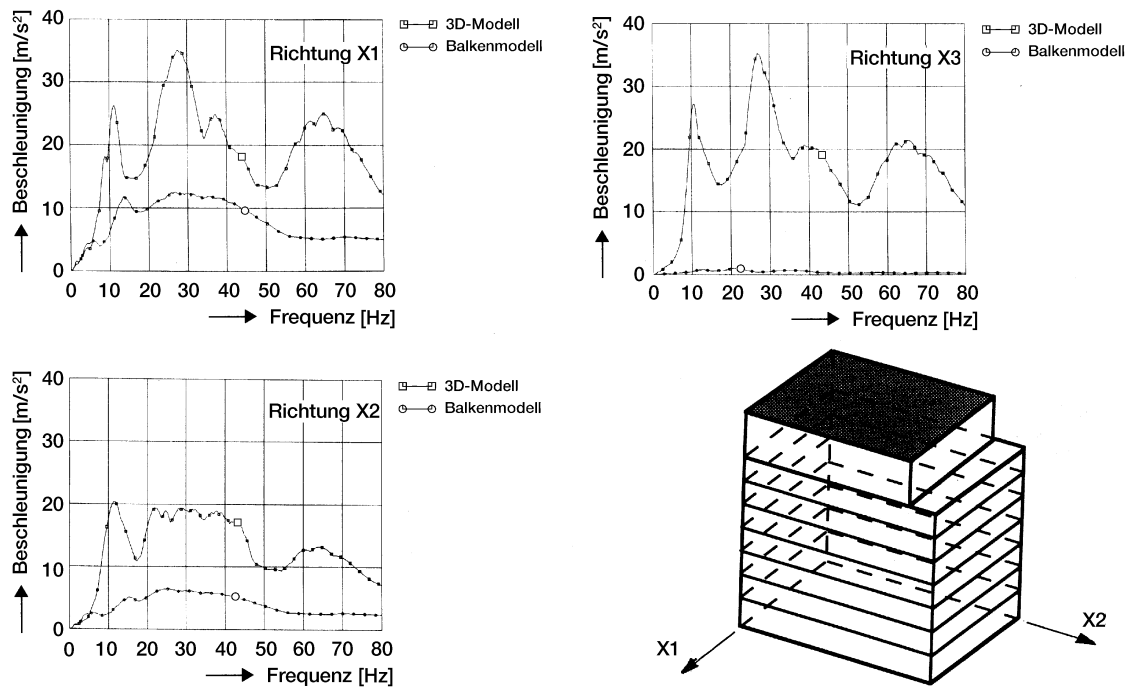 40
30
20
10
0
Beschleunigung [m/s²]
Richtung X1
3D-Modell
Balkenmodell
0 10 20 30 40 50 60 70 80
Frequenz [Hz]
40
30
20
10
0
Beschleunigung [m/s²]
Richtung X3
3D-Modell
Balkenmodell
0 10 20 30 40 50 60 70 80
Frequenz [Hz]
40
30
20
10
0
Beschleunigung [m/s²]
Richtung X2
3D-Modell
Balkenmodell
0 10 20 30 40 50 60 70 80
Frequenz [Hz]
X1
X2